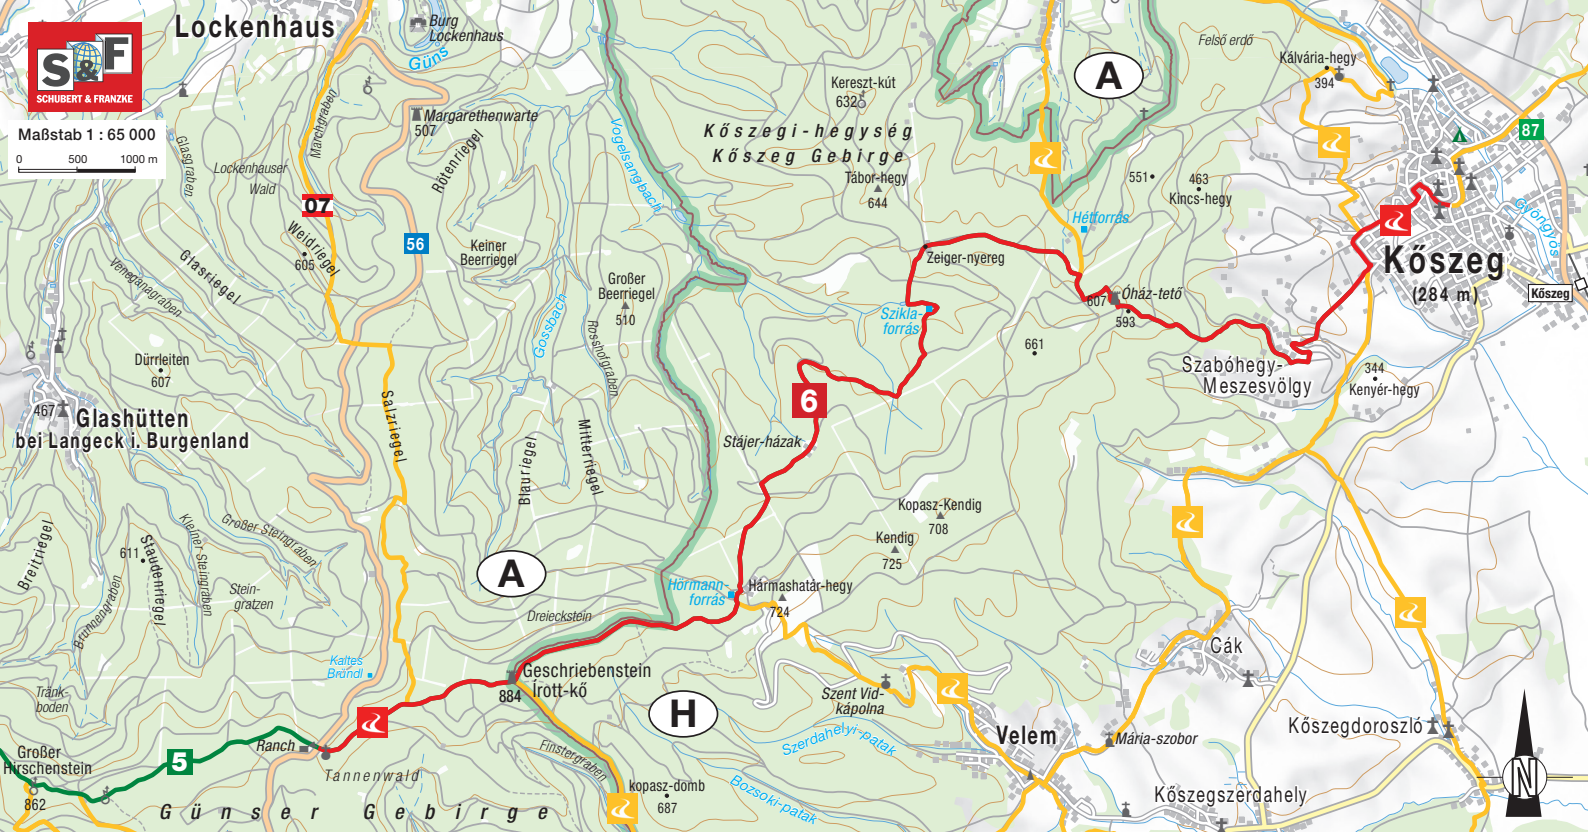 Lockenhaus
Burg
Lockenhaus
Güns
S&F
SCHUBERT & FRANZKE
Maßstab 1 : 65 000
0 500 1000 m
Felső erdő
Kálvária-hegy
394
A
Kereszt-kút
632
Margarethenwarte
507
Marchgraben
Glasgraben
Lockenhauser
Wald
Rötenriegel
Vogelsangbach
Kőszegi-hegység
Kőszeg Gebirge
Tábor-hegy
644
551
463
Kincs-hegy
87
07
56
Weidriegel
605
Keiner
Beerriegel
Hétforrás
Gyöngyös
Glasriegel
Venegánagraben
Großer
Beerriegel
510
Zeiger-nyereg
Kőszeg
(284 m)
Kőszeg
Gossbach
Rosshofgraben
Szikla-
forrás
607
Óház-tető
593
661
Szabóhegy-
Meszesvölgy
344
Kenyér-hegy
Dürrleiten
607
467
Glashütten
bei Langeck i. Burgenland
Salzriegel
6
Stájer-házak
Blauriegel
Mitterriegel
Kopasz-Kendig
708
Kendig
725
Breitriegel
611
Staudenriegel
Kleiner Steingraben
Großer Steingraben
Brunnengraben
Stein-
gratzen
A
Dreieckstein
Hörmann-
forrás
Hármashatár-hegy
724
Cák
Kaltes
Bründl
Geschriebenstein
Írott-kő
884
Szent Vid-
kápolna
H
Tränk-
boden
Ranch
5
Großer
Hirschenstein
862
Tannenwald
Günser Gebirge
Finstergraben
kopasz-domb
687
Szerdahelyi-patak
Bozsoki-patak
Velem
Mária-szobor
Kőszegdoroszló
Kőszegszerdahely
N